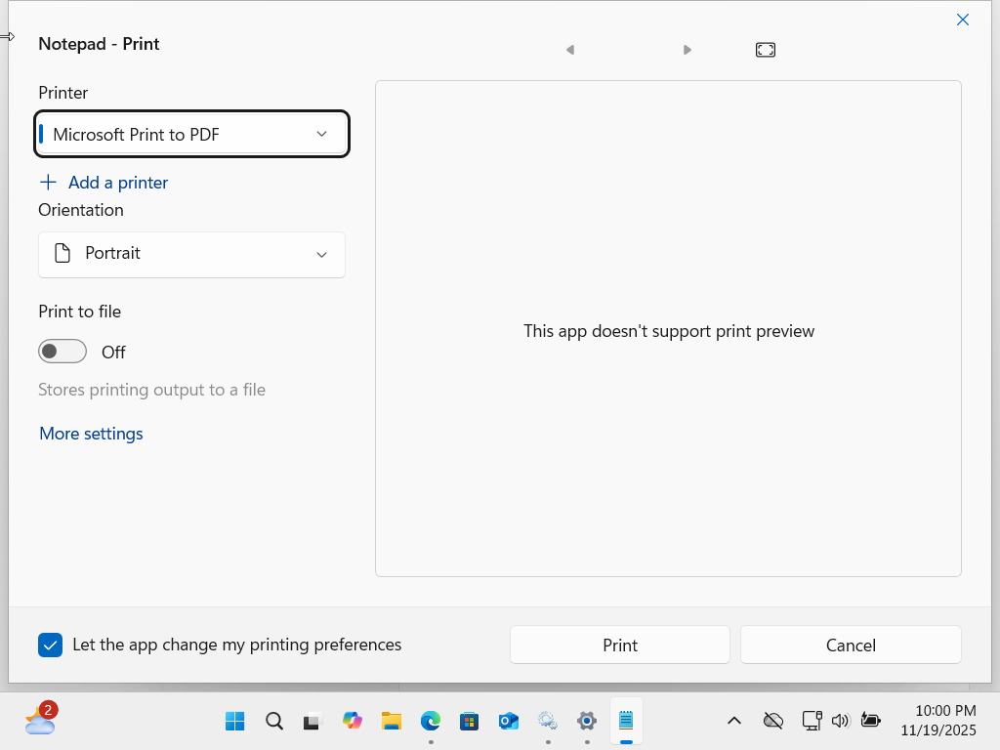 Notepad - Print
Printer
Microsoft Print to PDF
Add a printer
Orientation
Portrait
Print to file
Off
Stores printing output to a file
More settings
This app doesn't support print preview
Let the app change my printing preferences
Print
Cancel
2
10:00 PM
11/19/2025